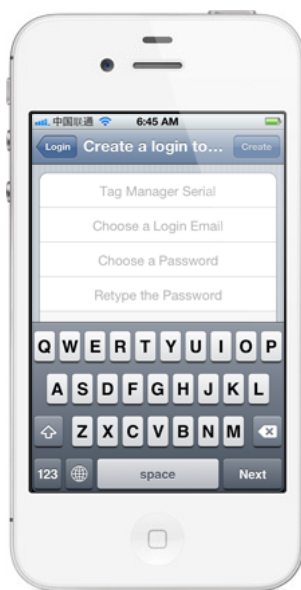 中国联通 6:45 AM
Login Create a login to... Create
Tag Manager Serial
Choose a Login Email
Choose a Password
Retype the Password
Q W E R T Y U I O P
A S D F G H J K L
Z X C V B N M
123 space Next